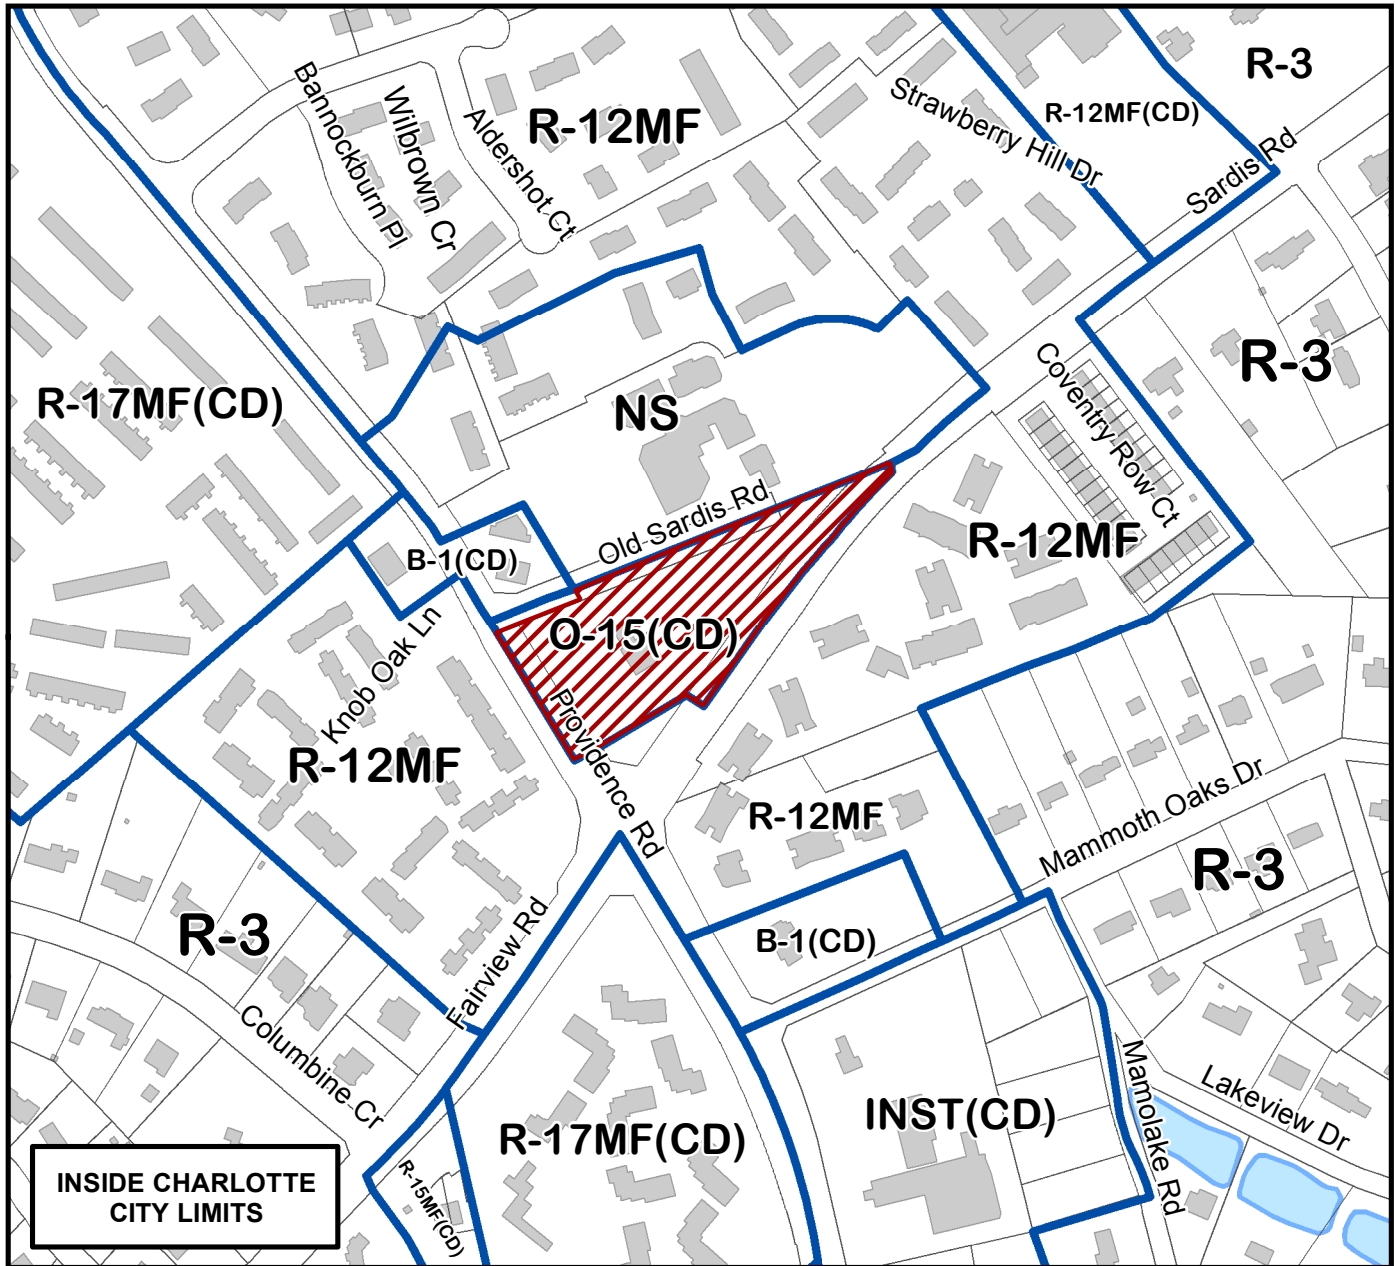 R-3
R-12MF(CD)
R-12MF
Strawberry Hill Dr
Sardis Rd
Bannockburn Pl
Wilbrown Cr
Aldershot Ct
R-3
Coventry Row Ct
R-17MF(CD)
NS
Old Sardis Rd
R-12MF
B-1(CD)
O-15(CD)
Knob Oak Ln
Providence Rd
R-12MF
R-12MF
Mammoth Oaks Dr
R-3
R-3
B-1(CD)
Fairview Rd
Columbine Cr
Mamolake Rd
Lakeview Dr
INST(CD)
R-17MF(CD)
R-15MF(CD)
INSIDE CHARLOTTE
CITY LIMITS